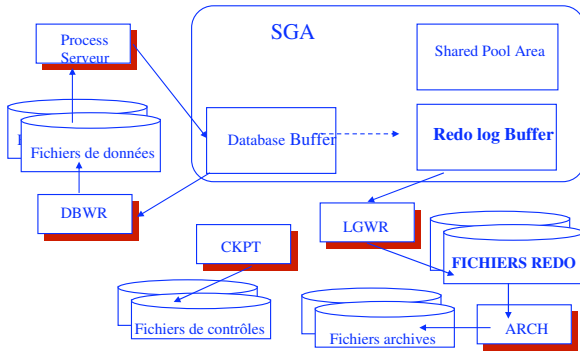 SGA
Process
Serveur
Shared Pool Area
Database Buffer
Redo log Buffer
Fichiers de données
DBWR
LGWR
CKPT
FICHIERS REDO
Fichiers de contrôles
Fichiers archives
ARCH